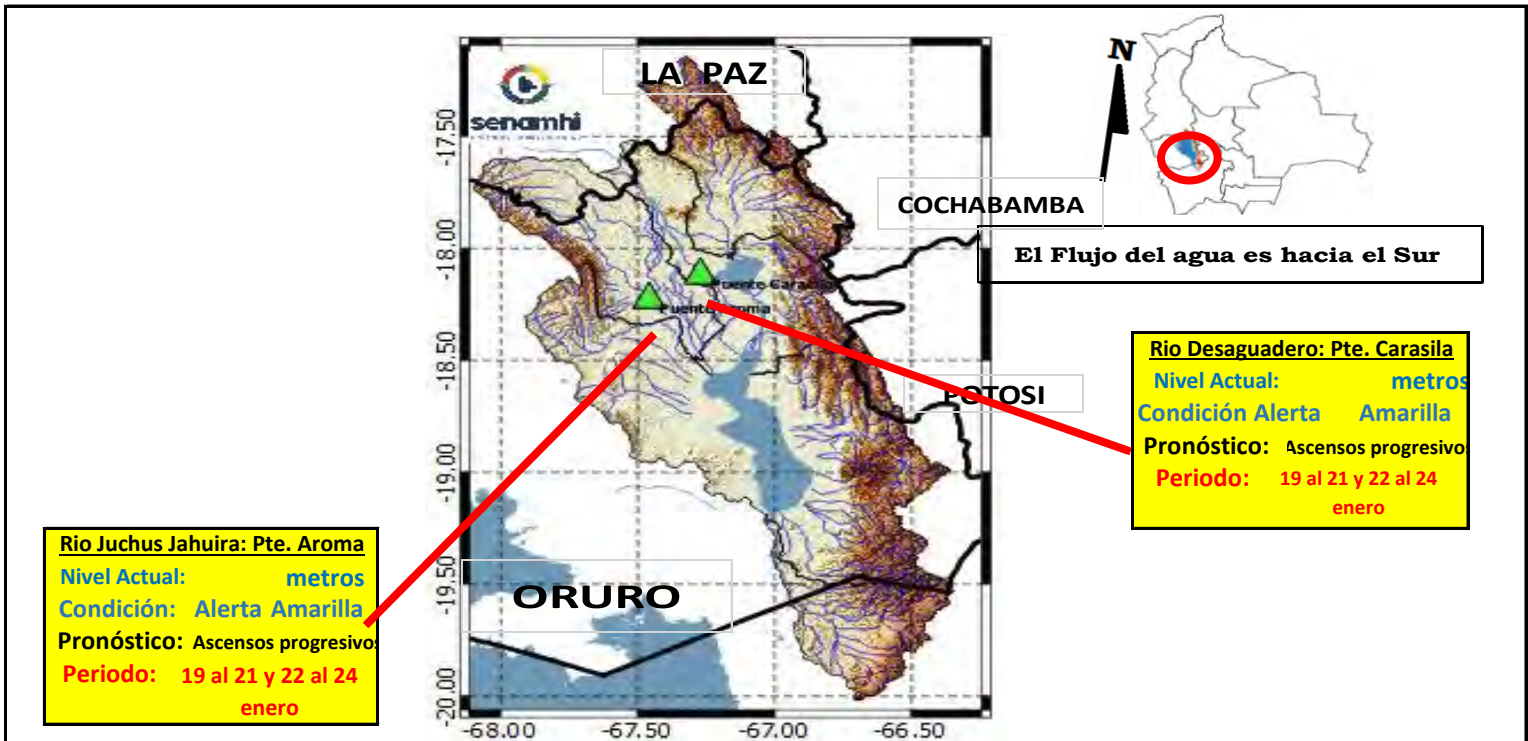 LA PAZ
senamhi
N
COCHABAMBA
El Flujo del agua es hacia el Sur
Puente Aroma
POTOSI
Rio Desaguadero: Pte. Carasila
Nivel Actual: metros
Condición Alerta Amarilla
Pronóstico: Ascensos progresivos
Periodo: 19 al 21 y 22 al 24
enero
Rio Juchus Jahuira: Pte. Aroma
Nivel Actual: metros
Condición: Alerta Amarilla
Pronóstico: Ascensos progresivos
Periodo: 19 al 21 y 22 al 24
enero
ORURO
-17.50
-18.00
-18.50
-19.00
-19.50
-20.00
-68.00 -67.50 -67.00 -66.50